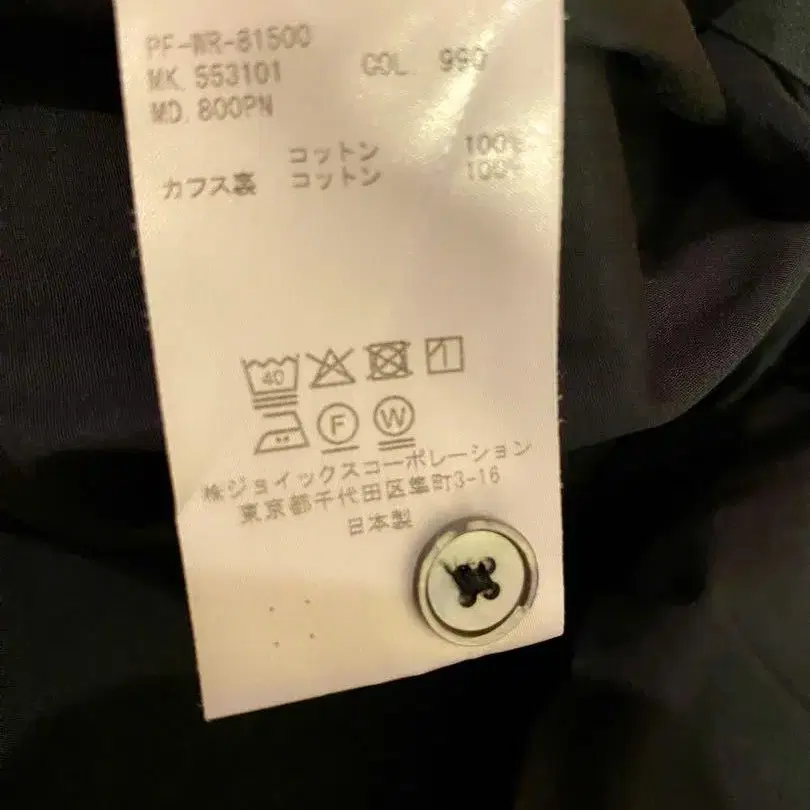 PF-WR-81500
MK. 553101 COL. 990
MD. 800PN
コットン 100%
カフス裏 コットン 100%
40
F W
㈱ジョイックスコーポレーション
東京都千代田区隼町3-16
日本製